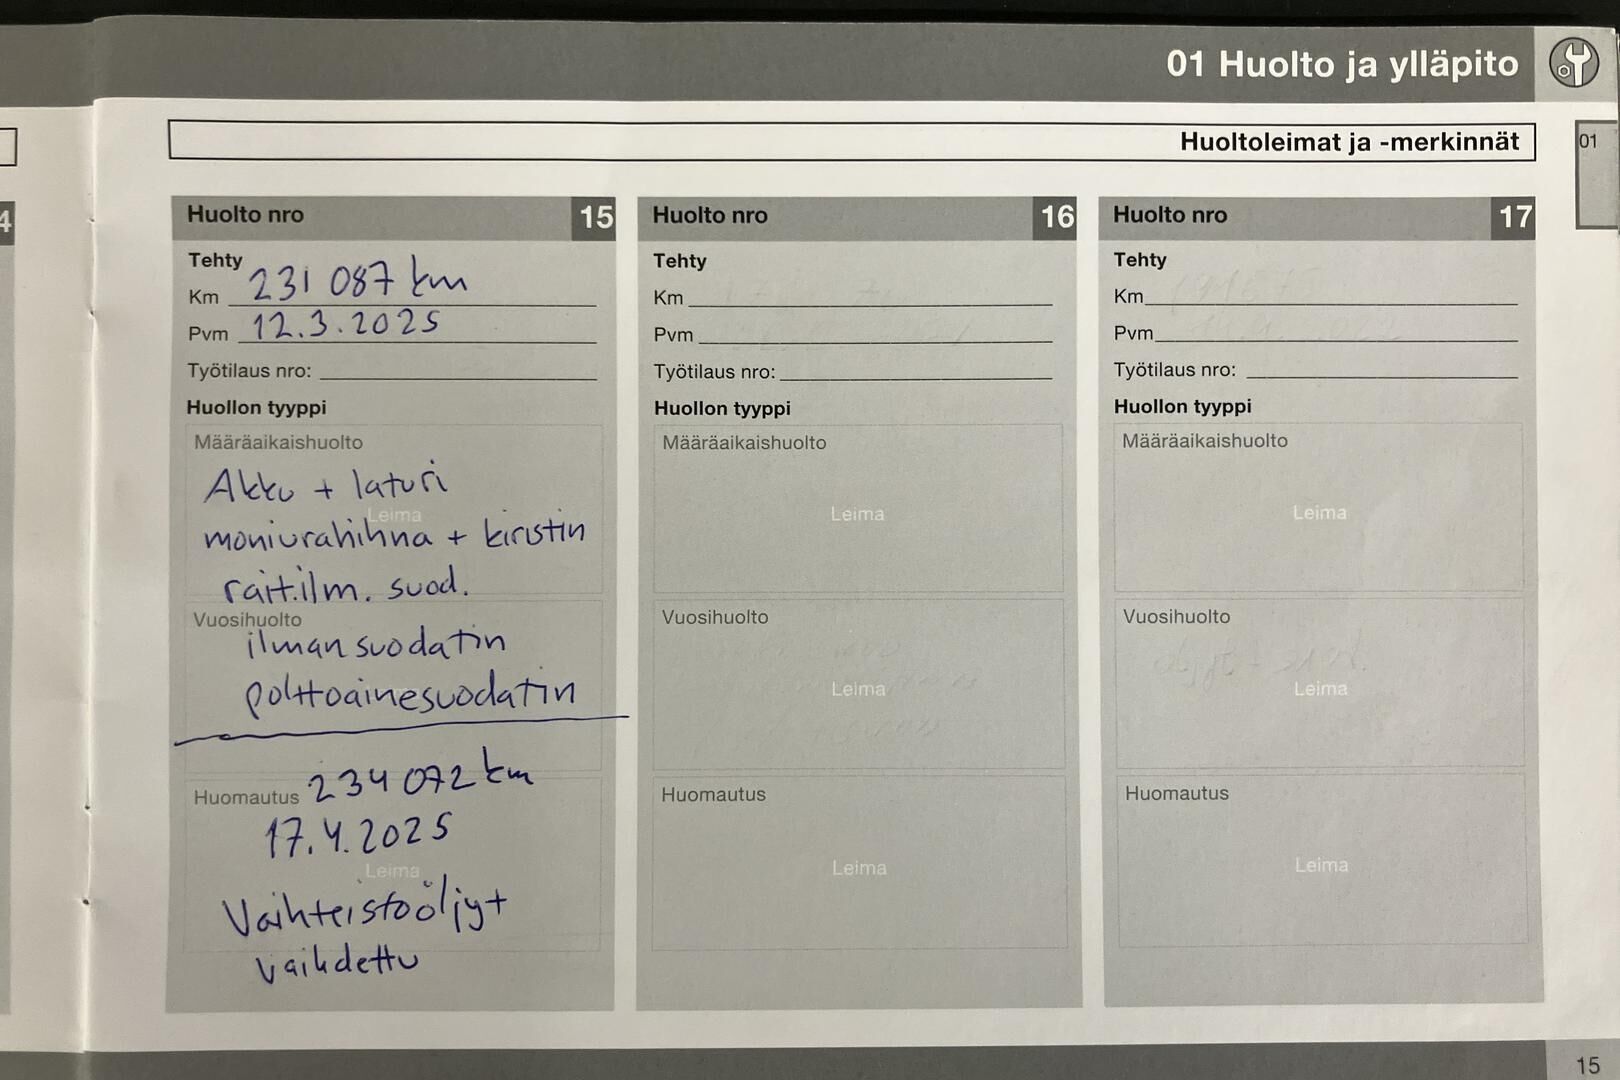 01 Huolto ja ylläpito
Huoltoleimat ja -merkinnät
01
4
Huolto nro 15
Tehty
Km 231 087 km
Pvm 12.3.2025
Työtilaus nro:
Huollon tyyppi
Määräaikaishuolto
Akku + laturi
Leima
moniurahihna + kiristin
rait.ilm. suod.
Vuosihuolto
ilmansuodatin
polttoainesuodatin
234 072 km
Huomautus
17.4.2025
Leima
Vaihteistoöljyt
vaihdettu
Huolto nro 16
Tehty
Km
Pvm
Työtilaus nro:
Huollon tyyppi
Määräaikaishuolto
Leima
Vuosihuolto
Leima
Huomautus
Leima
Huolto nro 17
Tehty
Km
Pvm
Työtilaus nro:
Huollon tyyppi
Määräaikaishuolto
Leima
Vuosihuolto
Leima
Huomautus
Leima
15